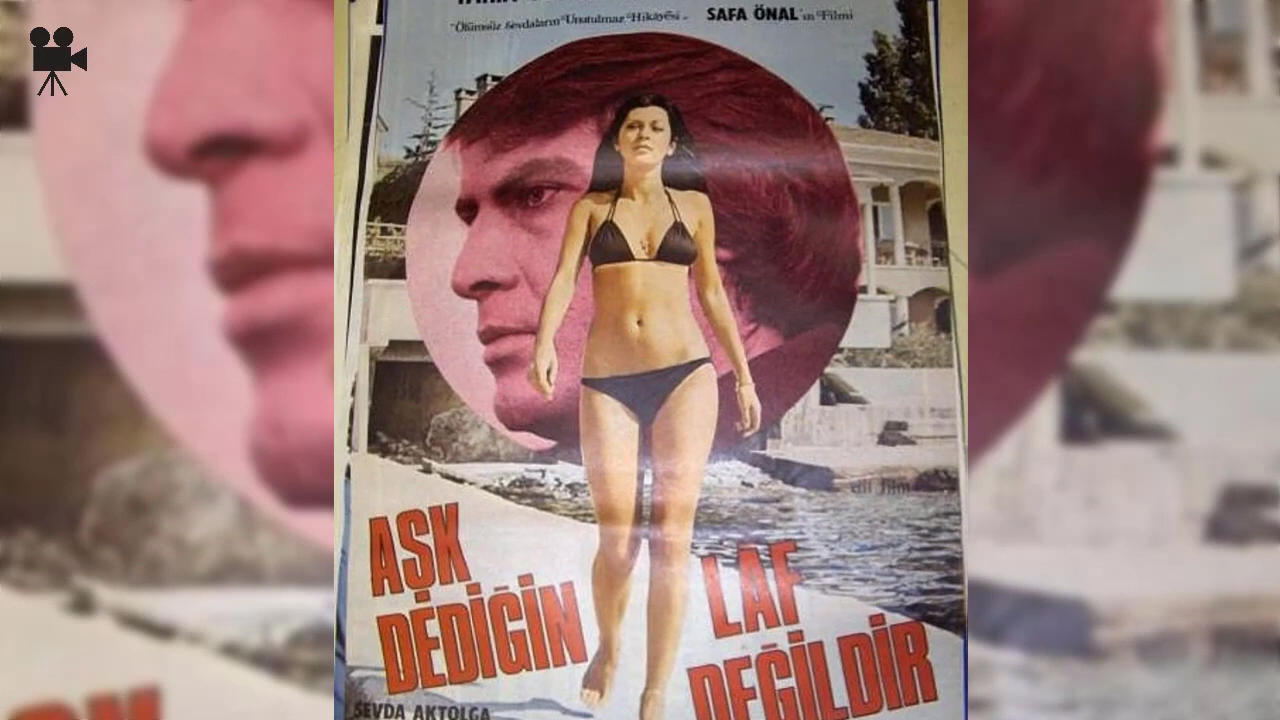 "Ölümsüz Sevdaların Unutulmaz Hikâyesi" SAFA ÖNAL'ın Filmi
AŞK
DEDİĞİN
LAF
DEĞİLDİR
SEVDA AKTOLGA